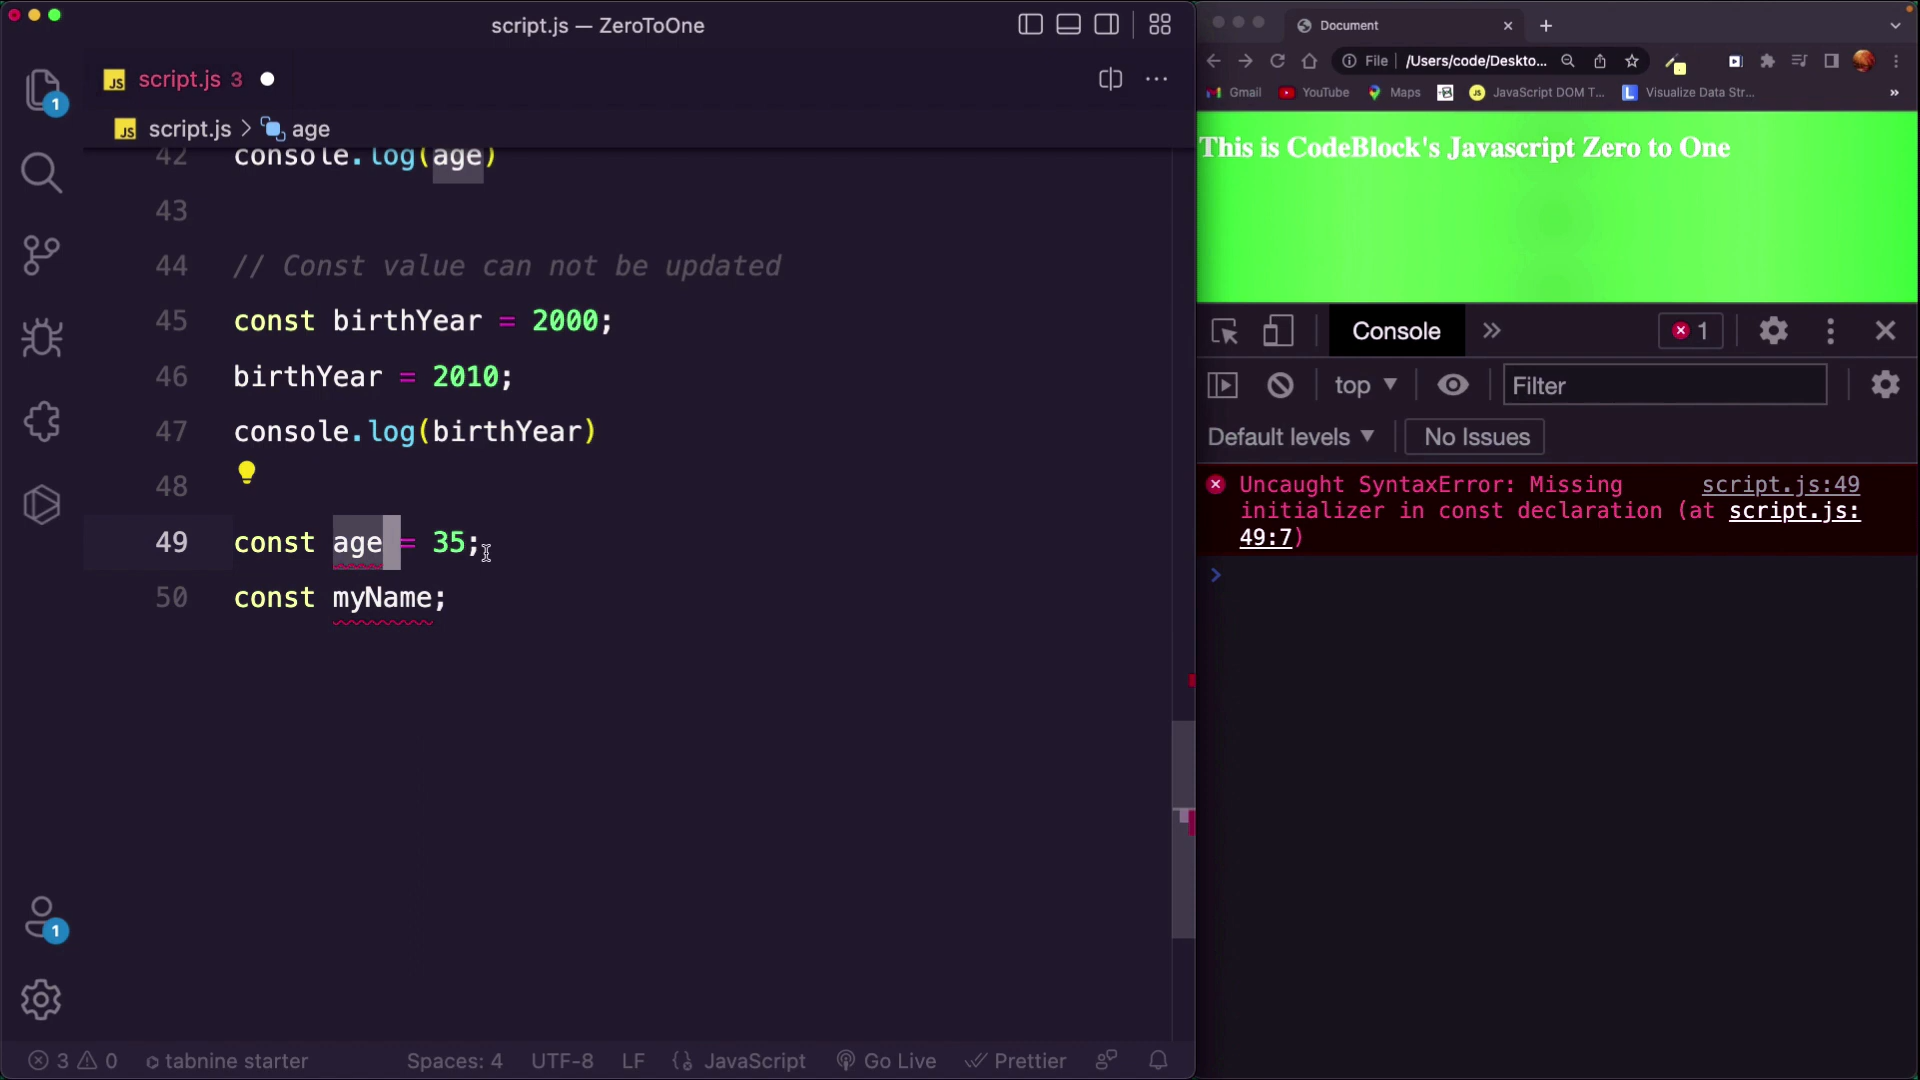 script.js — ZeroToOne
script.js 3
script.js > age
42 console.log(age)
43
44 // Const value can not be updated
45 const birthYear = 2000;
46 birthYear = 2010;
47 console.log(birthYear)
48
49 const age = 35;
50 const myName;
1
1
3 0 tabnine starter Spaces: 4 UTF-8 LF JavaScript Go Live Prettier
Document
File /Users/code/Deskto...
Gmail YouTube Maps JavaScript DOM T... Visualize Data Str... »
This is CodeBlock's Javascript Zero to One
Console » 1
top Filter
Default levels No Issues
Uncaught SyntaxError: Missing script.js:49
initializer in const declaration (at script.js:
49:7)